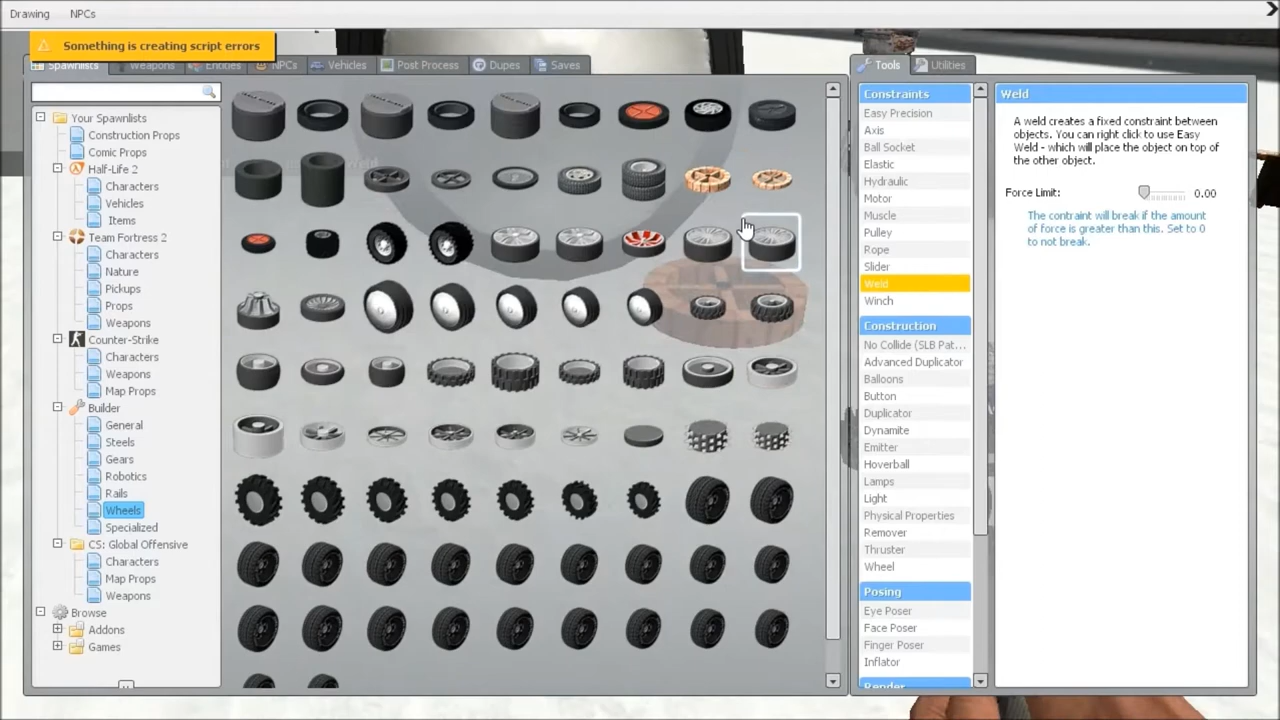 Drawing NPCs
Something is creating script errors
Spawnlists Weapons Entities NPCs Vehicles Post Process Dupes Saves
Tools Utilities
Your Spawnlists
Construction Props
Comic Props
Half-Life 2
Characters
Vehicles
Items
Team Fortress 2
Characters
Nature
Pickups
Props
Weapons
Counter-Strike
Characters
Weapons
Map Props
Builder
General
Steels
Gears
Robotics
Rails
Wheels
Specialized
CS: Global Offensive
Characters
Map Props
Weapons
Browse
Addons
Games
Constraints
Easy Precision
Axis
Ball Socket
Elastic
Hydraulic
Motor
Muscle
Pulley
Rope
Slider
Weld
Winch
Construction
No Collide (SLB Pat...
Advanced Duplicator
Balloons
Button
Duplicator
Dynamite
Emitter
Hoverball
Lamps
Light
Physical Properties
Remover
Thruster
Wheel
Posing
Eye Poser
Face Poser
Finger Poser
Inflator
Render
Weld
A weld creates a fixed constraint between
objects. You can right click to use Easy
Weld - which will place the object on top of
the other object.
Force Limit: 0.00
The contraint will break if the amount
of force is greater than this. Set to 0
to not break.